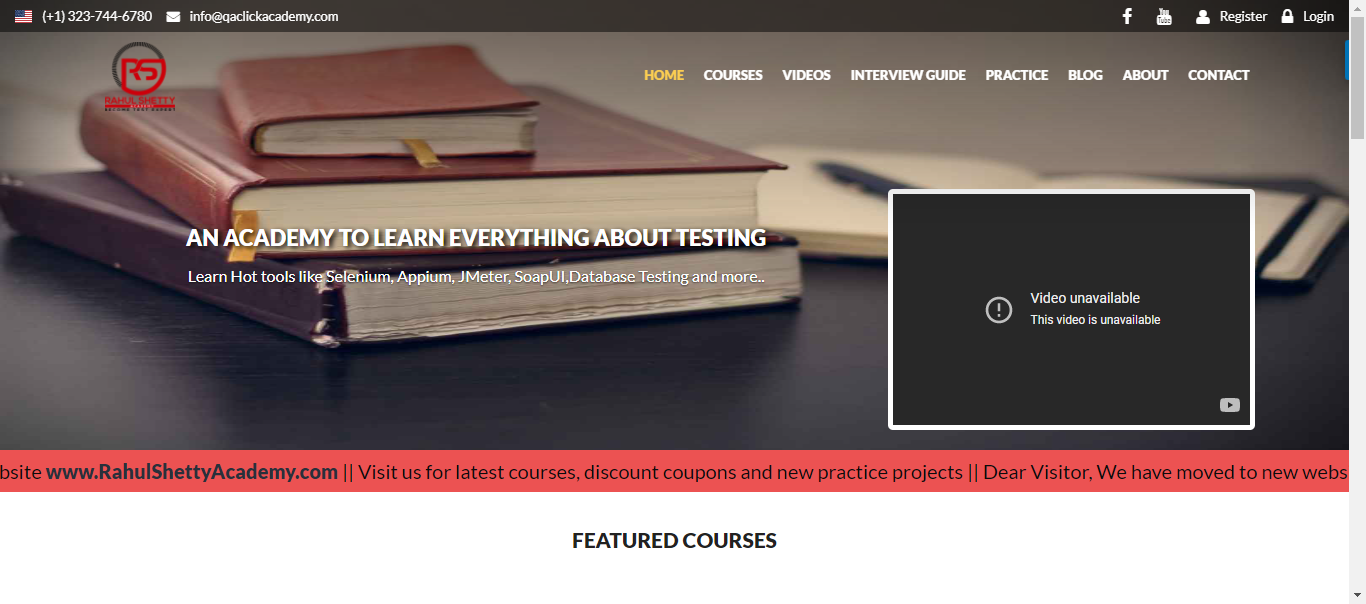 (+1) 323-744-6780 info@qaclickacademy.com Register Login
RS
RAHUL SHETTY
ACADEMY
HOME COURSES VIDEOS INTERVIEW GUIDE PRACTICE BLOG ABOUT CONTACT
AN ACADEMY TO LEARN EVERYTHING ABOUT TESTING
Learn Hot tools like Selenium, Appium, JMeter, SoapUI,Database Testing and more..
Video unavailable
This video is unavailable
bsite www.RahulShettyAcademy.com || Visit us for latest courses, discount coupons and new practice projects || Dear Visitor, We have moved to new webs
FEATURED COURSES